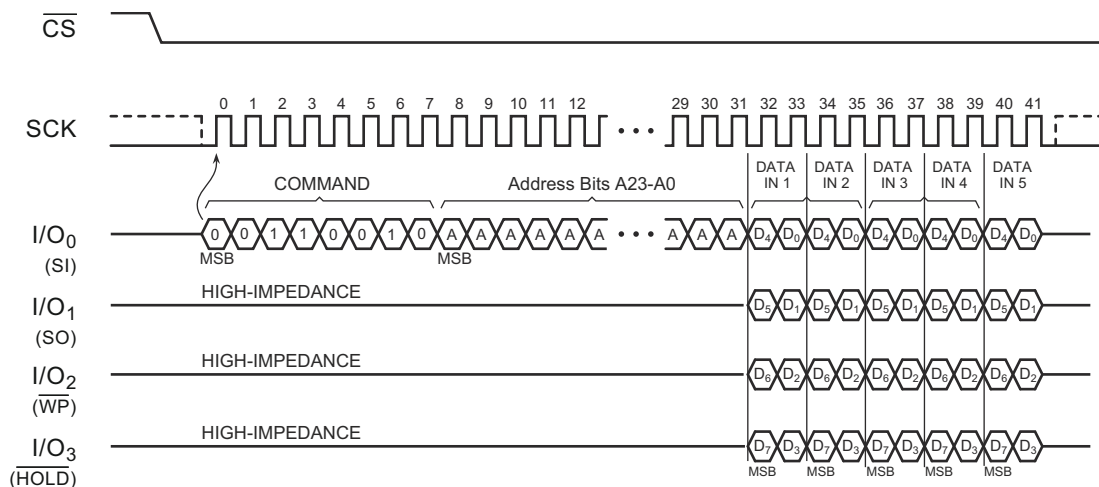 CS
0 1 2 3 4 5 6 7 8 9 10 11 12 29 30 31 32 33 34 35 36 37 38 39 40 41
SCK
DATA IN 1 DATA IN 2 DATA IN 3 DATA IN 4 DATA IN 5
COMMAND Address Bits A23-A0
I/O0 0 0 1 1 0 0 1 0 A A A A A A A A A D4 D0 D4 D0 D4 D0 D4 D0 D4 D0
(SI) MSB MSB
HIGH-IMPEDANCE
I/O1 D5 D1 D5 D1 D5 D1 D5 D1 D5 D1
(SO)
HIGH-IMPEDANCE
I/O2 D6 D2 D6 D2 D6 D2 D6 D2 D6 D2
(WP)
HIGH-IMPEDANCE
I/O3 D7 D3 D7 D3 D7 D3 D7 D3 D7 D3
(HOLD) MSB MSB MSB MSB MSB